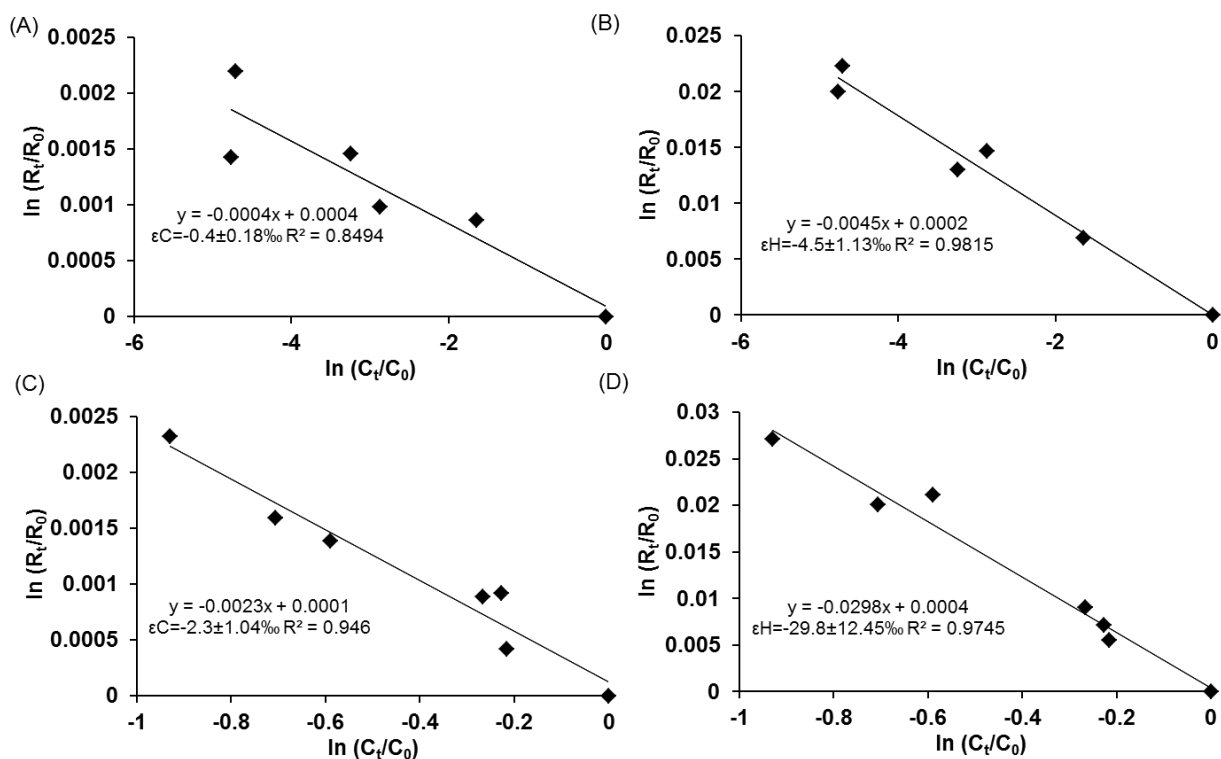 (A)
0.0025
0.002
0.0015
0.001
0.0005
0
ln (Rt/R0)
y = -0.0004x + 0.0004
εC=-0.4±0.18‰ R² = 0.8494
-6 -4 -2 0
ln (Ct/C0)
(B)
0.025
0.02
0.015
0.01
0.005
0
ln (Rt/R0)
y = -0.0045x + 0.0002
εH=-4.5±1.13‰ R² = 0.9815
-6 -4 -2 0
ln (Ct/C0)
(C)
0.0025
0.002
0.0015
0.001
0.0005
0
ln (Rt/R0)
y = -0.0023x + 0.0001
εC=-2.3±1.04‰ R² = 0.946
-1 -0.8 -0.6 -0.4 -0.2 0
ln (Ct/C0)
(D)
0.03
0.025
0.02
0.015
0.01
0.005
0
ln (Rt/R0)
y = -0.0298x + 0.0004
εH=-29.8±12.45‰ R² = 0.9745
-1 -0.8 -0.6 -0.4 -0.2 0
ln (Ct/C0)